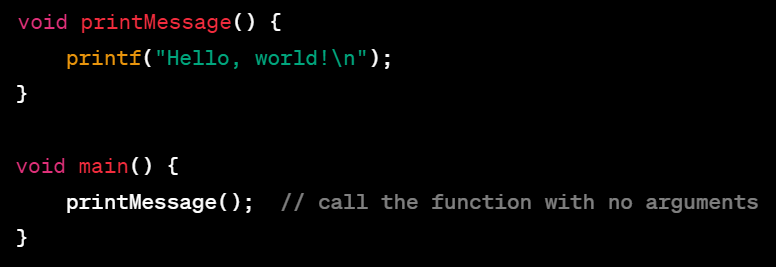 void printMessage() {
    printf("Hello, world!\n");
}

void main() {
    printMessage();  // call the function with no arguments
}